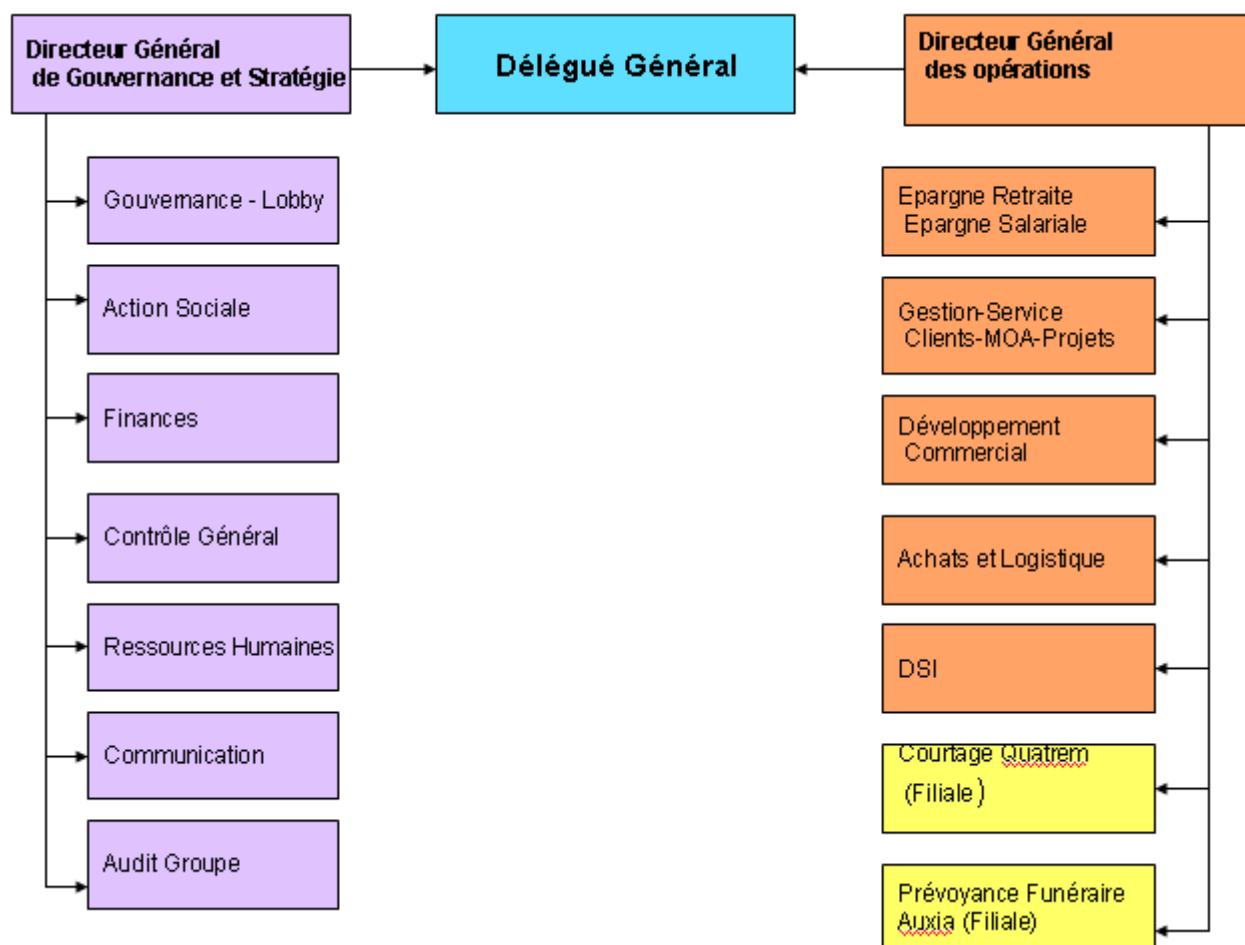 Directeur Général
de Gouvernance et Stratégie
Délégué Général
Directeur Général
des opérations
Gouvernance - Lobby
Action Sociale
Finances
Contrôle Général
Ressources Humaines
Communication
Audit Groupe
Epargne Retraite
Epargne Salariale
Gestion-Service
Clients-MOA-Projets
Développement
Commercial
Achats et Logistique
DSI
Courtage Quatrem
(Filiale)
Prévoyance Funéraire
Auxia (Filiale)